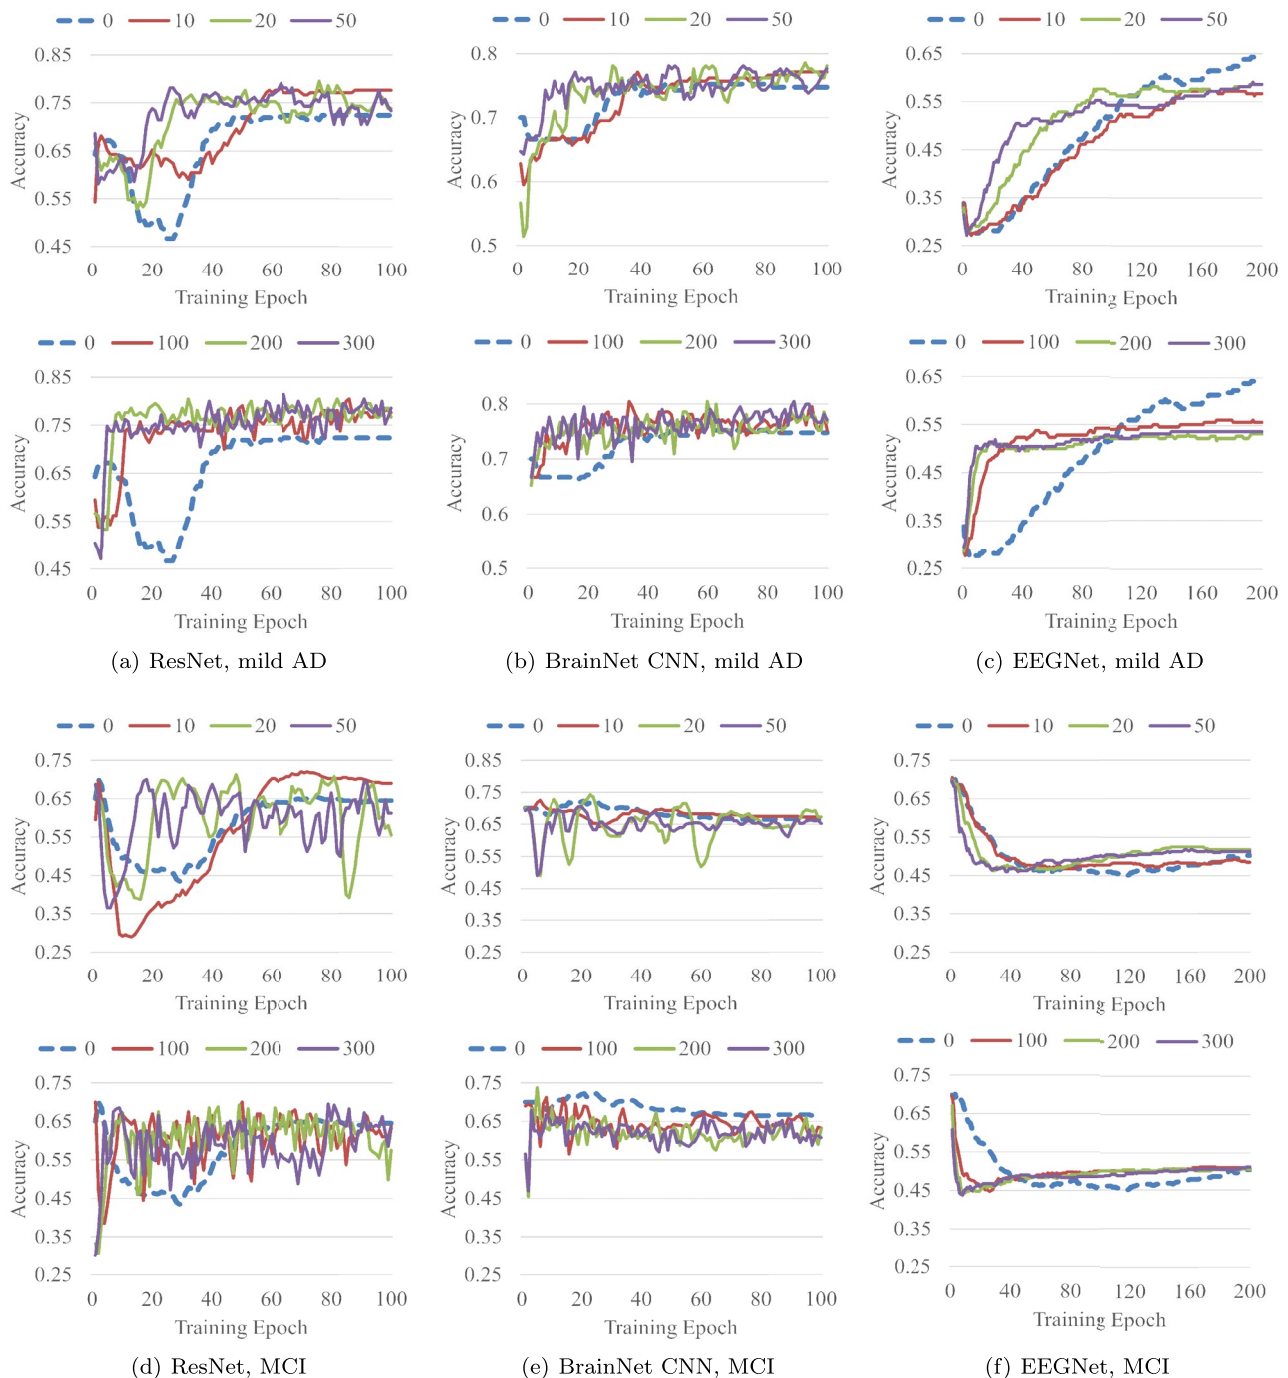 0 10 20 50
0.85
0.75
0.65
0.55
0.45
Accuracy
0 20 40 60 80 100
Training Epoch
0 10 20 50
0.8
0.7
0.6
0.5
Accuracy
0 20 40 60 80 100
Training Epoch
0 10 20 50
0.65
0.55
0.45
0.35
0.25
Accuracy
0 40 80 120 160 200
Training Epoch
0 100 200 300
0.85
0.75
0.65
0.55
0.45
Accuracy
0 20 40 60 80 100
Training Epoch
0 100 200 300
0.8
0.7
0.6
0.5
Accuracy
0 20 40 60 80 100
Training Epoch
0 100 200 300
0.65
0.55
0.45
0.35
0.25
Accuracy
0 40 80 120 160 200
Training Epoch
(a) ResNet, mild AD
(b) BrainNet CNN, mild AD
(c) EEGNet, mild AD
0 10 20 50
0.75
0.65
0.55
0.45
0.35
0.25
Accuracy
0 20 40 60 80 100
Training Epoch
0 10 20 50
0.85
0.75
0.65
0.55
0.45
0.35
0.25
Accuracy
0 20 40 60 80 100
Training Epoch
0 10 20 50
0.75
0.65
0.55
0.45
0.35
0.25
Accuracy
0 40 80 120 160 200
Training Epoch
0 100 200 300
0.75
0.65
0.55
0.45
0.35
0.25
Accuracy
0 20 40 60 80 100
Training Epoch
0 100 200 300
0.75
0.65
0.55
0.45
0.35
0.25
Accuracy
0 20 40 60 80 100
Training Epoch
0 100 200 300
0.75
0.65
0.55
0.45
0.35
0.25
Accuracy
0 40 80 120 160 200
Training Epoch
(d) ResNet, MCI
(e) BrainNet CNN, MCI
(f) EEGNet, MCI